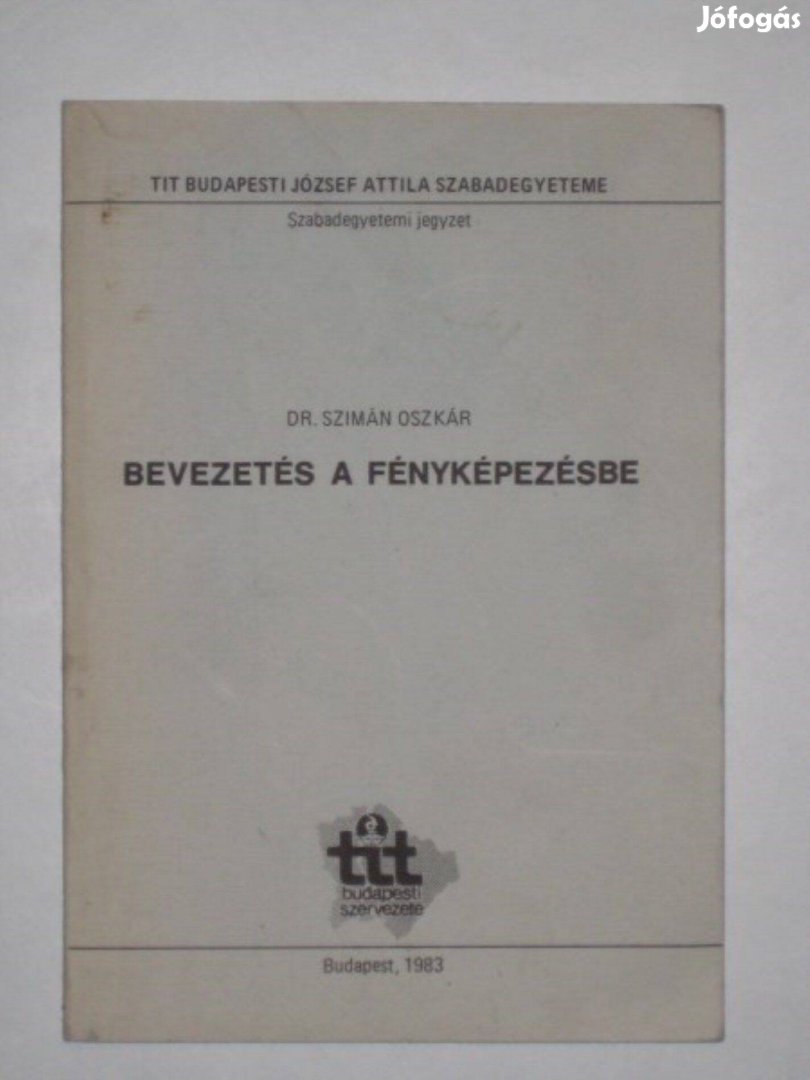 Jófogás
TIT BUDAPESTI JÓZSEF ATTILA SZABADEGYETEME
Szabadegyetemi jegyzet
DR. SZIMÁN OSZKÁR
BEVEZETÉS A FÉNYKÉPEZÉSBE
tit
budapesti
szervezete
Budapest, 1983